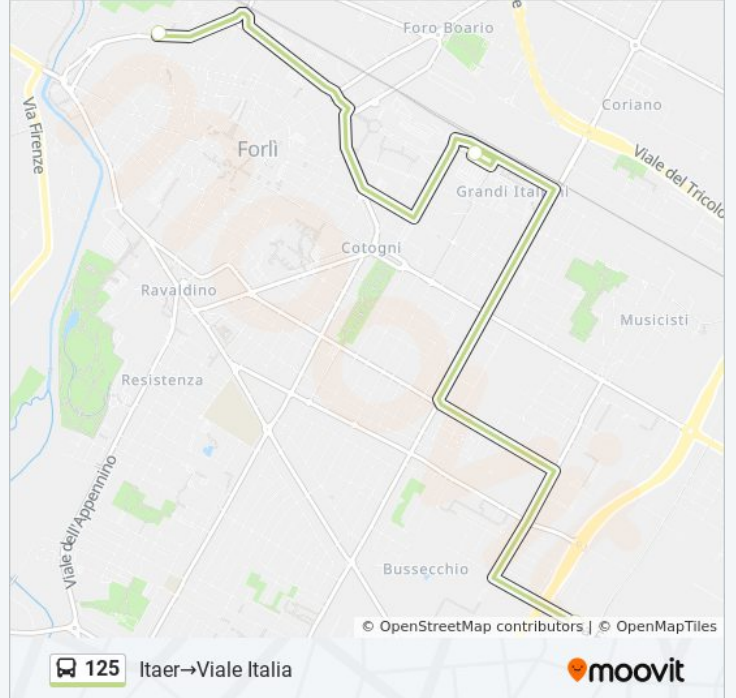 Foro Boario
e
Coriano
Via Firenze
Forlì
Viale del Tricolo
Grandi Italiani
Cotogni
Ravaldino
Musicisti
Resistenza
Viale dell'Appennino
Bussecchio
© OpenStreetMap contributors | © OpenMapTiles
125 Itaer→Viale Italia
moovit